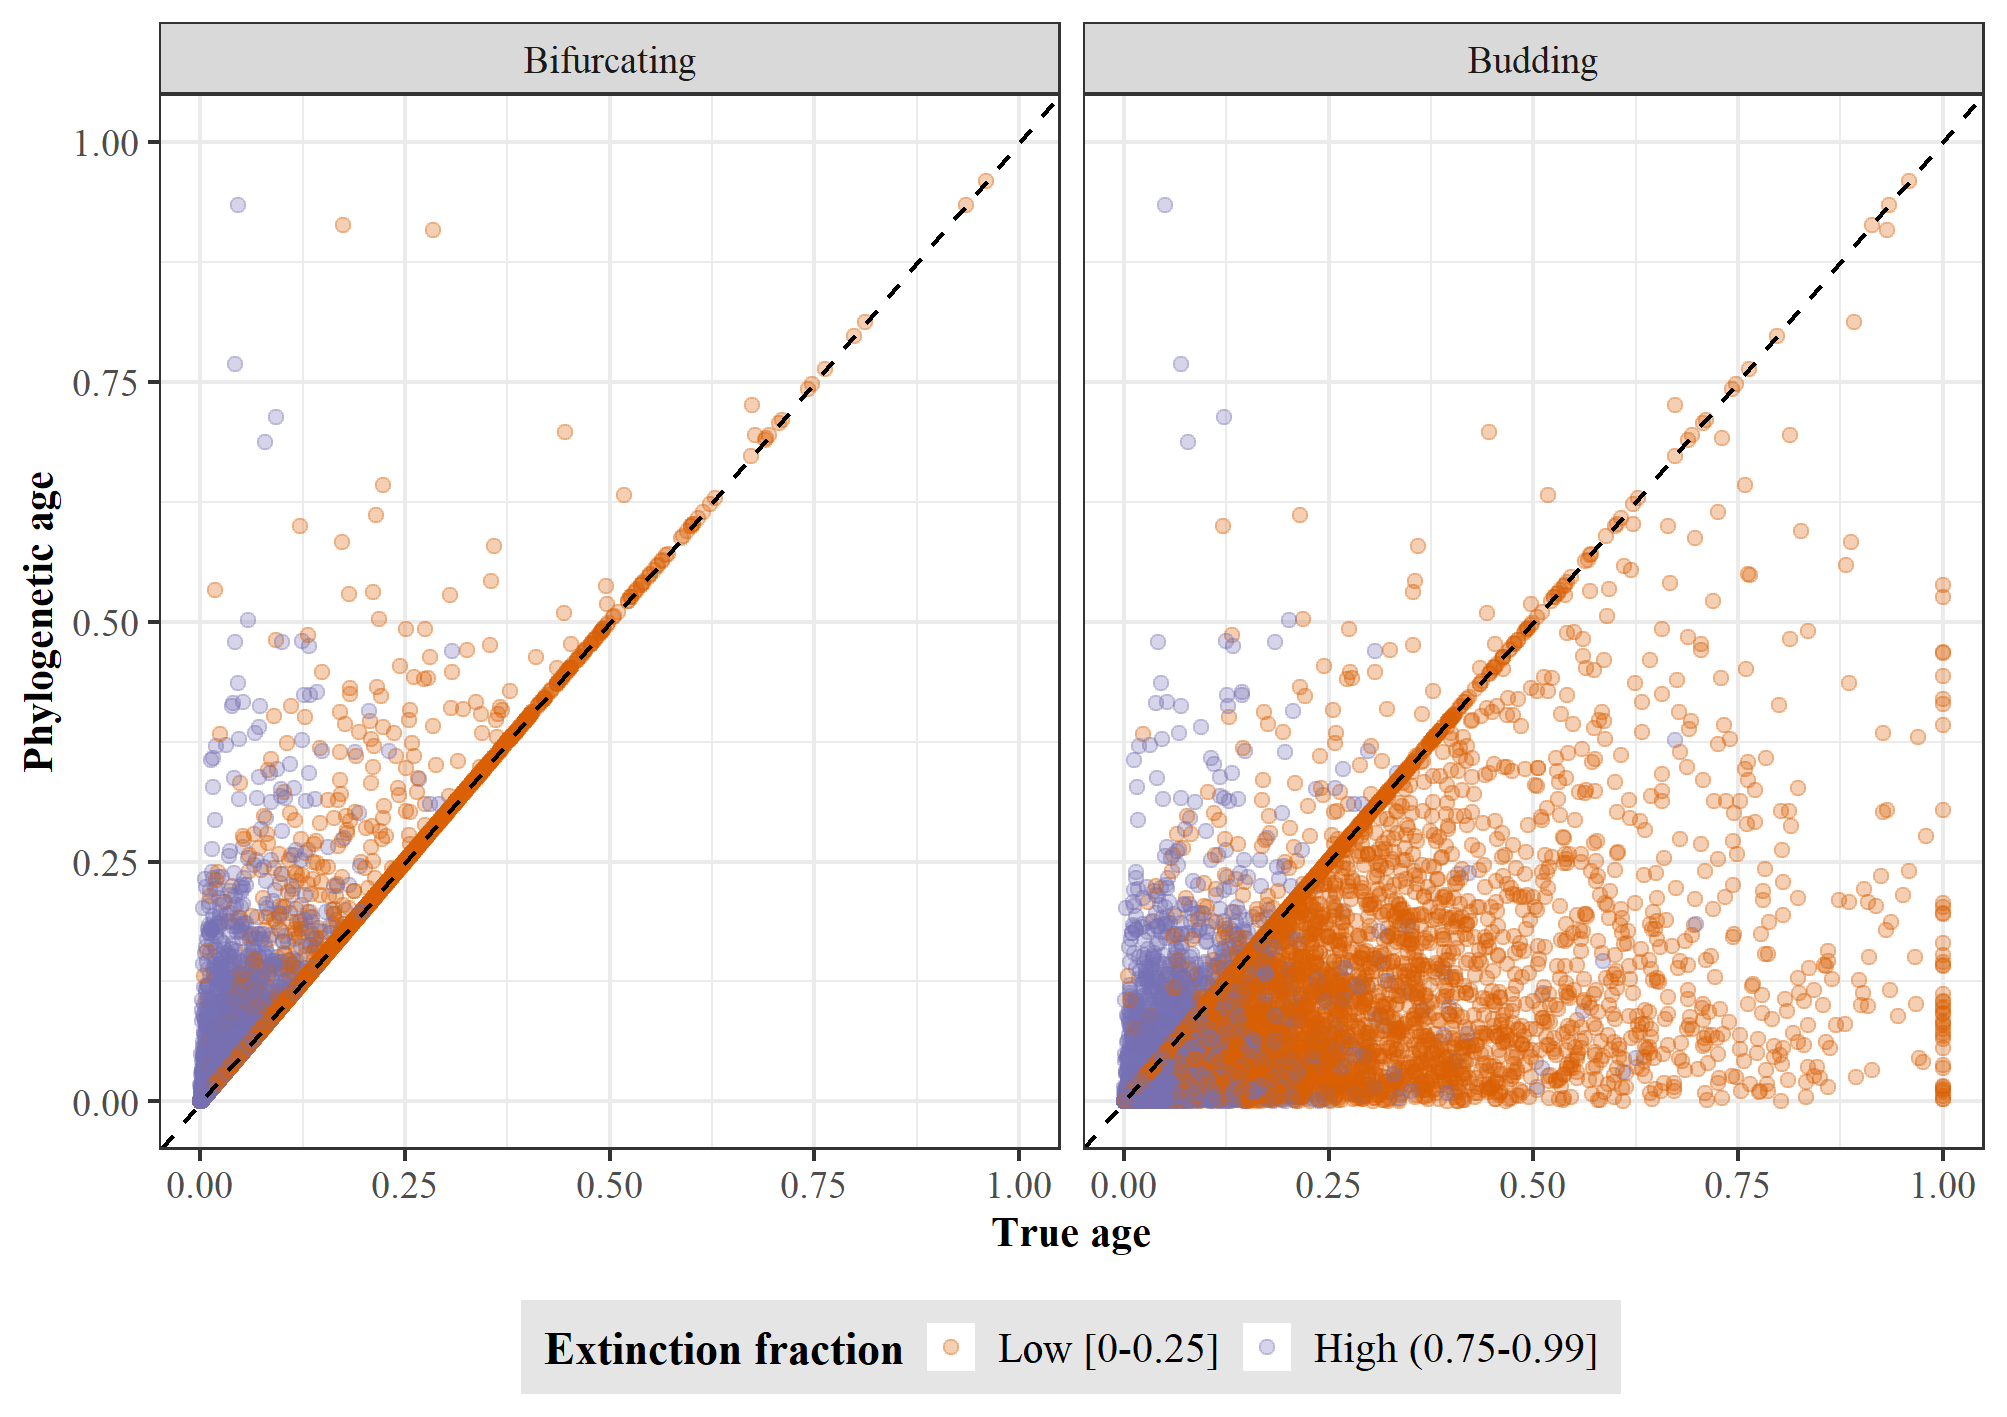 Bifurcating
Budding
Phylogenetic age
1.00
0.75
0.50
0.25
0.00
0.00 0.25 0.50 0.75 1.00
0.00 0.25 0.50 0.75 1.00
True age
Extinction fraction Low [0-0.25] High (0.75-0.99]